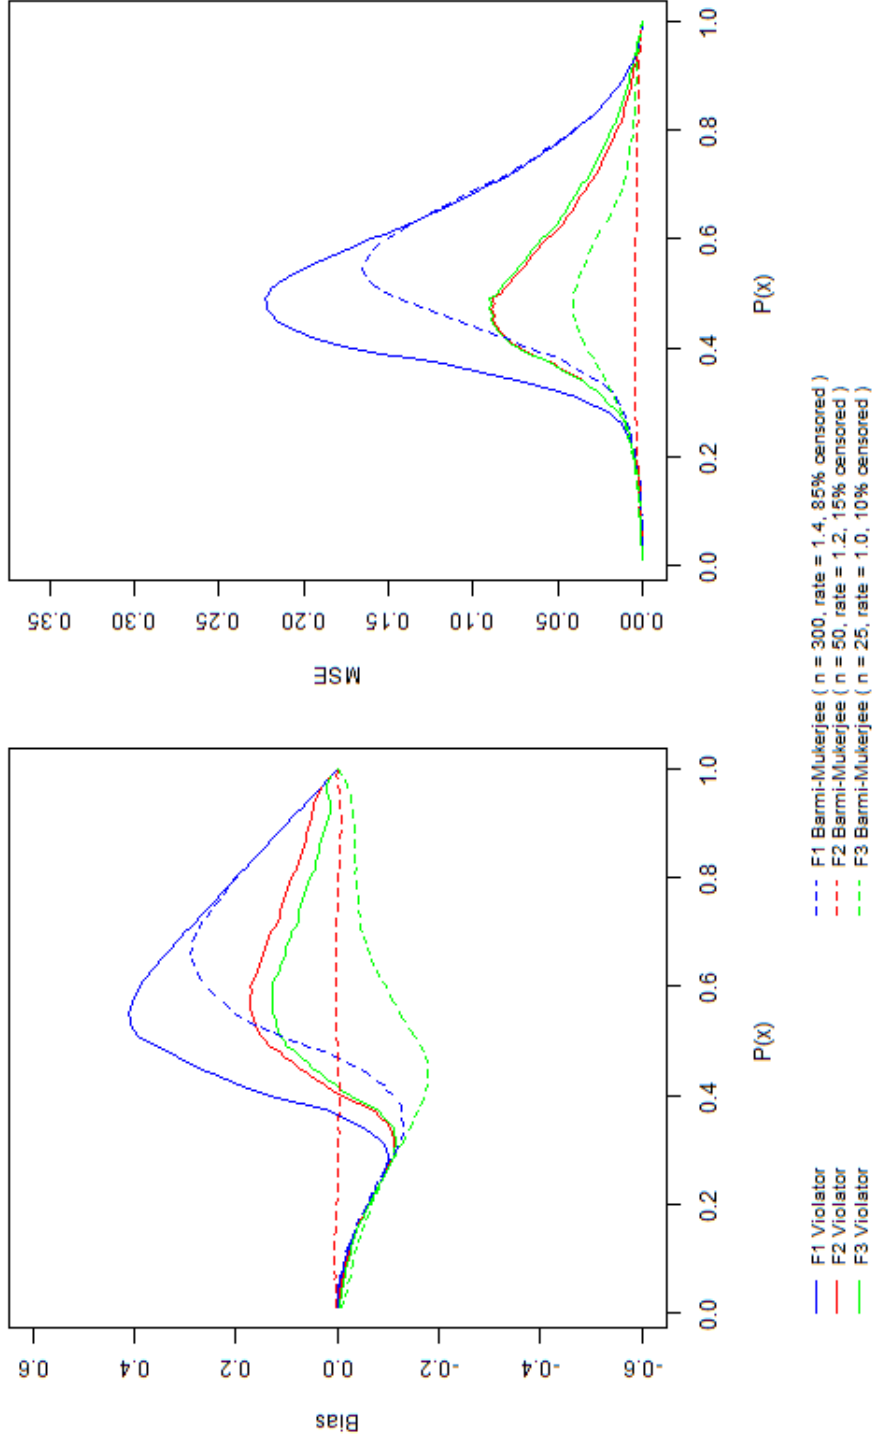 Bias
0.6
0.4
0.2
0.0
-0.2
-0.4
-0.6
0.0
0.2
0.4
0.6
0.8
1.0
P(x)
MSE
0.35
0.30
0.25
0.20
0.15
0.10
0.05
0.00
0.0
0.2
0.4
0.6
0.8
1.0
P(x)
F1 Violator
F2 Violator
F3 Violator
F1 Barmi-Mukerjee ( n = 300, rate = 1.4, 85% censored )
F2 Barmi-Mukerjee ( n = 50, rate = 1.2, 15% censored )
F3 Barmi-Mukerjee ( n = 25, rate = 1.0, 10% censored )